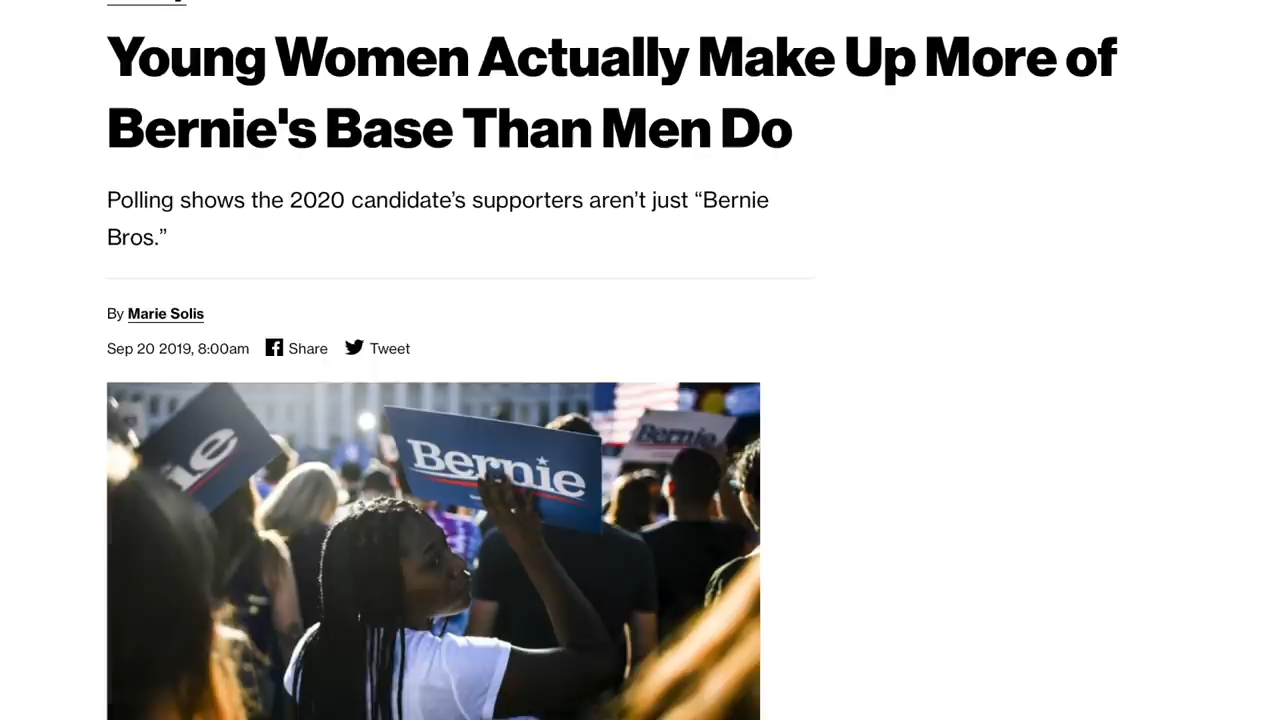 Young Women Actually Make Up More of
Bernie's Base Than Men Do
Polling shows the 2020 candidate’s supporters aren’t just “Bernie
Bros.”
By Marie Solis
Sep 20 2019, 8:00am Share Tweet
ie
Bernie
Bernie